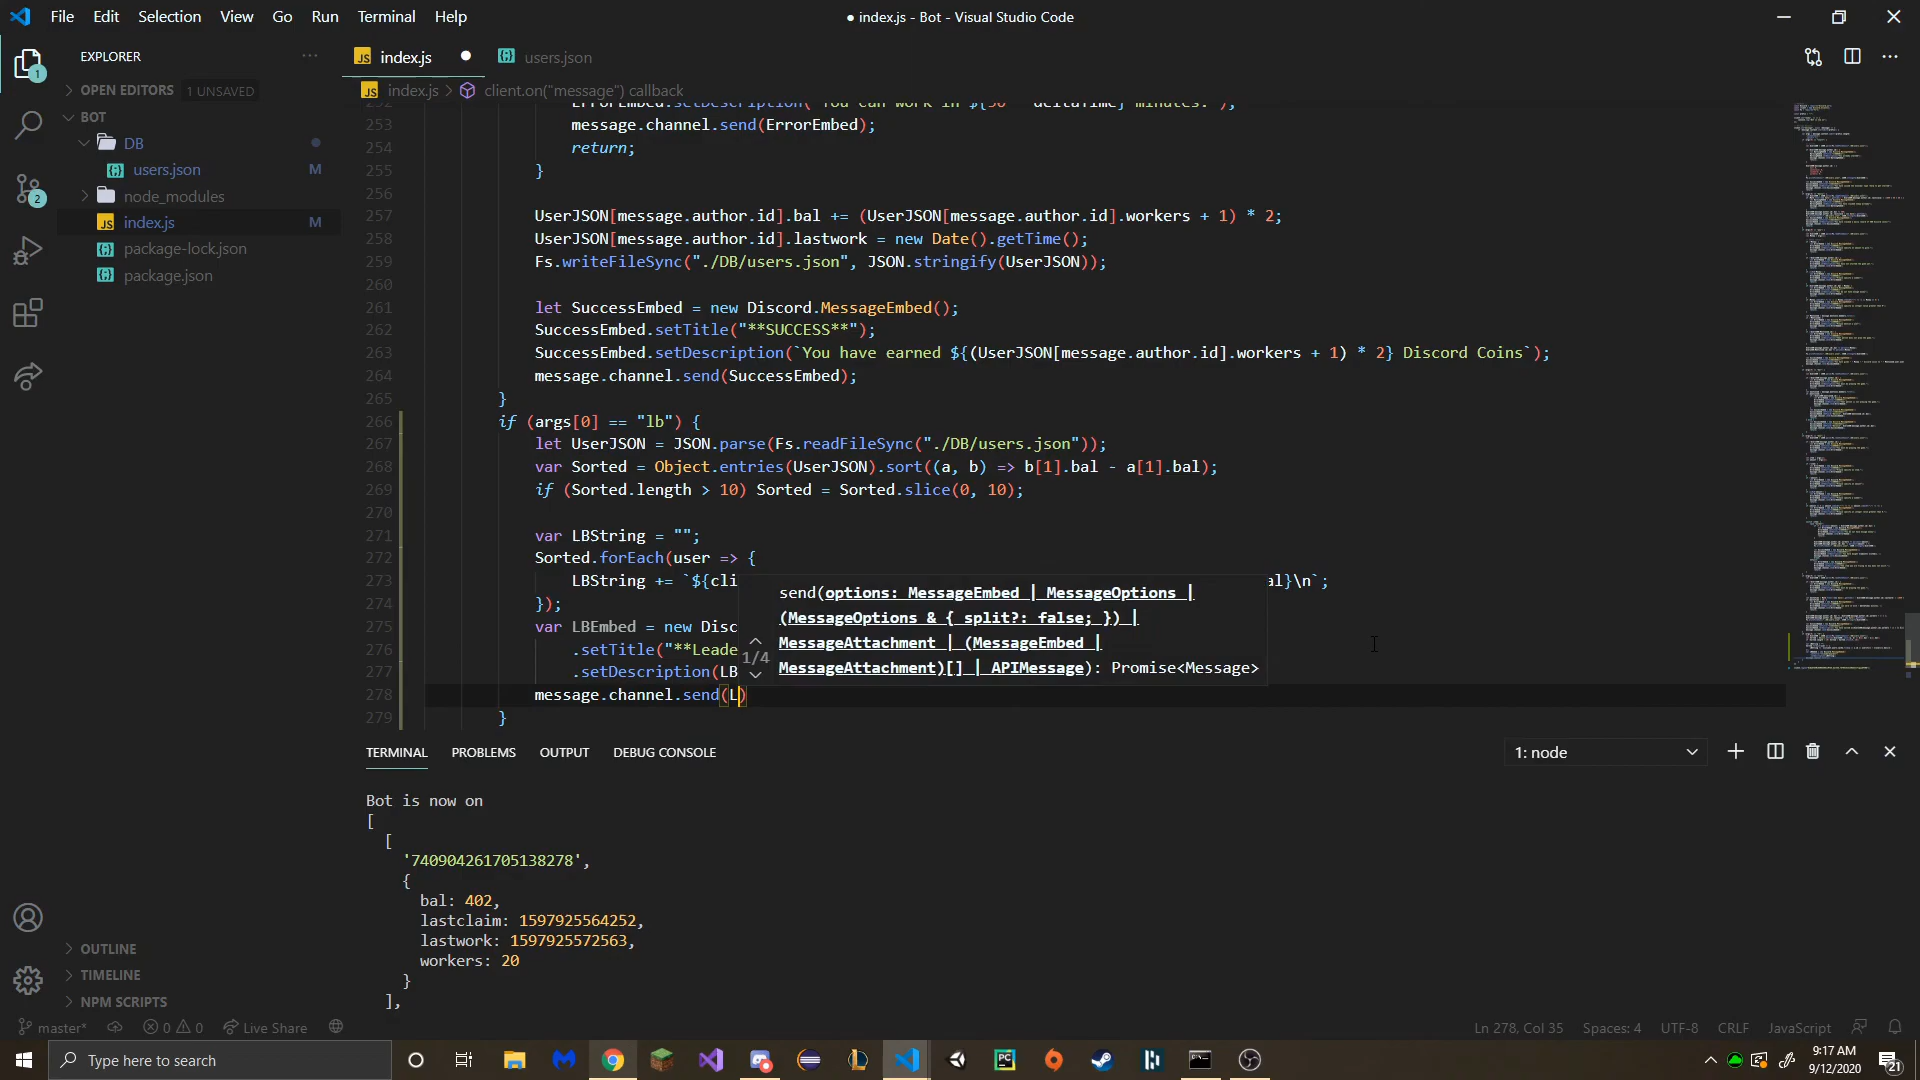 File Edit Selection View Go Run Terminal Help
● index.js - Bot - Visual Studio Code
EXPLORER
OPEN EDITORS 1 UNSAVED
BOT
DB
users.json M
node_modules
index.js M
package-lock.json
package.json
OUTLINE
TIMELINE
NPM SCRIPTS
1
2
JS index.js
users.json
JS index.js > client.on("message") callback
253 message.channel.send(ErrorEmbed);
254 return;
255 }
256
257 UserJSON[message.author.id].bal += (UserJSON[message.author.id].workers + 1) * 2;
258 UserJSON[message.author.id].lastwork = new Date().getTime();
259 Fs.writeFileSync("./DB/users.json", JSON.stringify(UserJSON));
260
261 let SuccessEmbed = new Discord.MessageEmbed();
262 SuccessEmbed.setTitle("**SUCCESS**");
263 SuccessEmbed.setDescription(`You have earned ${(UserJSON[message.author.id].workers + 1) * 2} Discord Coins`);
264 message.channel.send(SuccessEmbed);
265 }
266 if (args[0] == "lb") {
267 let UserJSON = JSON.parse(Fs.readFileSync("./DB/users.json"));
268 var Sorted = Object.entries(UserJSON).sort((a, b) => b[1].bal - a[1].bal);
269 if (Sorted.length > 10) Sorted = Sorted.slice(0, 10);
270
271 var LBString = "";
272 Sorted.forEach(user => {
273 LBString += `${cli al}\n`;
274 });
275 var LBEmbed = new Disc
276 .setTitle("**Leade
277 .setDescription(LB
278 message.channel.send(L)
279 }
send(options: MessageEmbed | MessageOptions |
(MessageOptions & { split?: false; }) |
MessageAttachment | (MessageEmbed |
1/4
MessageAttachment)[] | APIMessage): Promise<Message>
TERMINAL PROBLEMS OUTPUT DEBUG CONSOLE
1: node
Bot is now on
[
[
'740904261705138278',
{
bal: 402,
lastclaim: 1597925564252,
lastwork: 1597925572563,
workers: 20
}
],
master* 0 0 Live Share
Ln 278, Col 35 Spaces: 4 UTF-8 CRLF JavaScript
Type here to search
9:17 AM
9/12/2020
21